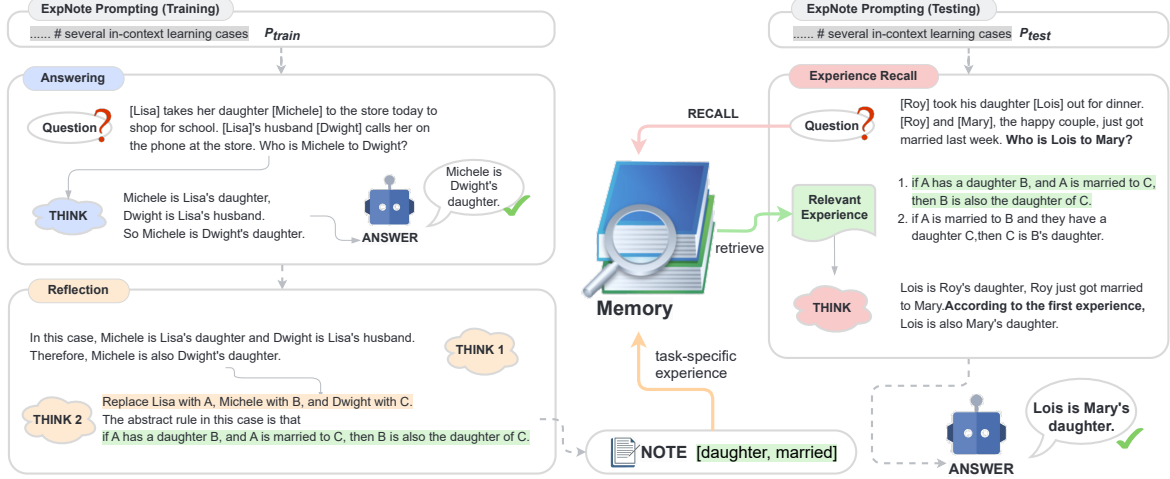 ExpNote Prompting (Training)
...... # several in-context learning cases P_train
Answering
Question
[Lisa] takes her daughter [Michele] to the store today to
shop for school. [Lisa]'s husband [Dwight] calls her on
the phone at the store. Who is Michele to Dwight?
THINK
Michele is Lisa's daughter,
Dwight is Lisa's husband.
So Michele is Dwight's daughter.
Michele is
Dwight's
daughter.
ANSWER
Reflection
In this case, Michele is Lisa's daughter and Dwight is Lisa's husband.
Therefore, Michele is also Dwight's daughter.
THINK 1
THINK 2
Replace Lisa with A, Michele with B, and Dwight with C.
The abstract rule in this case is that
if A has a daughter B, and A is married to C, then B is also the daughter of C.
NOTE [daughter, married]
task-specific
experience
Memory
RECALL
retrieve
ExpNote Prompting (Testing)
...... # several in-context learning cases P_test
Experience Recall
Question
[Roy] took his daughter [Lois] out for dinner.
[Roy] and [Mary], the happy couple, just got
married last week. Who is Lois to Mary?
Relevant
Experience
1. if A has a daughter B, and A is married to C,
then B is also the daughter of C.
2. if A is married to B and they have a
daughter C,then C is B's daughter.
THINK
Lois is Roy's daughter, Roy just got married
to Mary.According to the first experience,
Lois is also Mary's daughter.
Lois is Mary's
daughter.
ANSWER